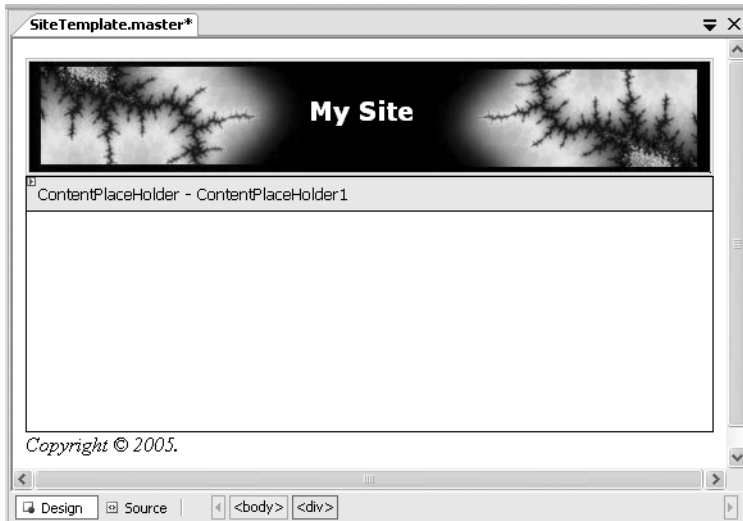 SiteTemplate.master*
My Site
ContentPlaceHolder - ContentPlaceHolder1
Copyright © 2005.
Design Source <body> <div>